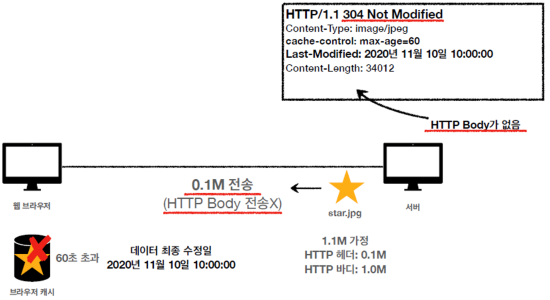 HTTP/1.1 304 Not Modified
Content-Type: image/jpeg
cache-control: max-age=60
Last-Modified: 2020년 11월 10일 10:00:00
Content-Length: 34012
HTTP Body가 없음
0.1M 전송
(HTTP Body 전송X)
star.jpg
웹 브라우저
서버
60초 초과
데이터 최종 수정일
2020년 11월 10일 10:00:00
1.1M 가정
HTTP 헤더: 0.1M
HTTP 바디: 1.0M
브라우저 캐시